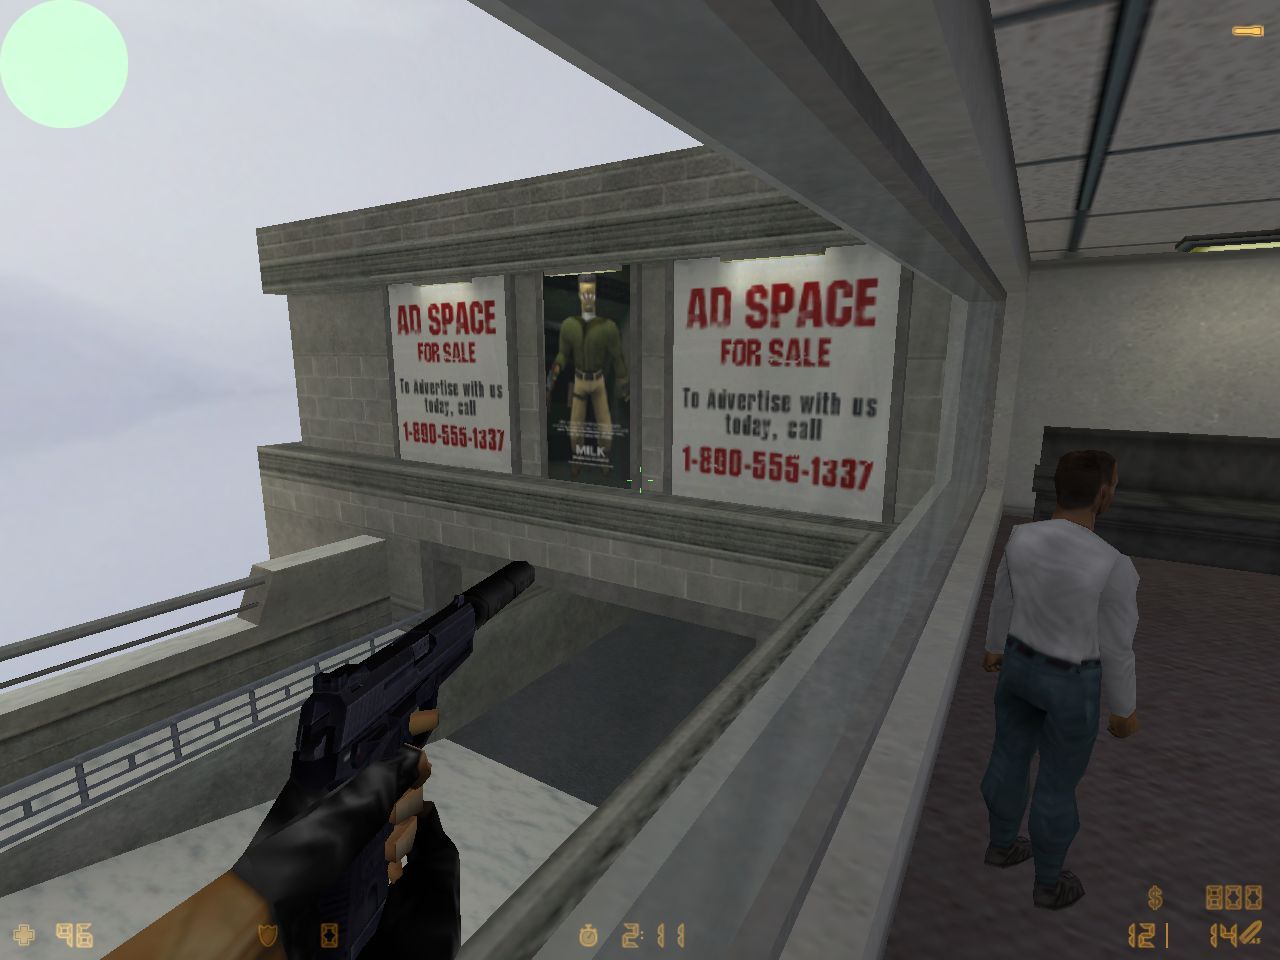 AD SPACE
FOR SALE
To Advertise with us
today, call
1-890-555-1337
MILK
AD SPACE
FOR SALE
To Advertise with us
today, call
1-890-555-1337
$ 800
96
0
2:11
12| 14